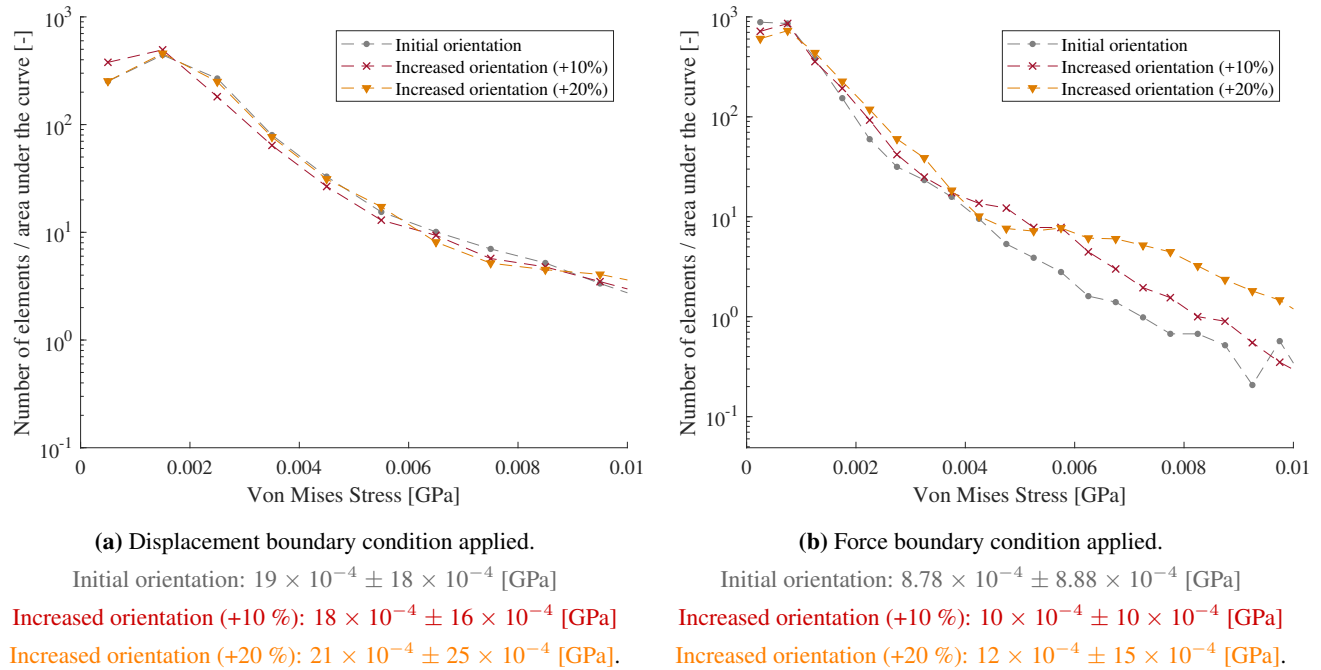 Number of elements / area under the curve [-]
10^3
10^2
10^1
10^0
10^-1
Initial orientation
Increased orientation (+10%)
Increased orientation (+20%)
0 0.002 0.004 0.006 0.008 0.01
Von Mises Stress [GPa]
(a) Displacement boundary condition applied.
Initial orientation: 19 × 10^−4 ± 18 × 10^−4 [GPa]
Increased orientation (+10 %): 18 × 10^−4 ± 16 × 10^−4 [GPa]
Increased orientation (+20 %): 21 × 10^−4 ± 25 × 10^−4 [GPa].
Number of elements / area under the curve [-]
10^3
10^2
10^1
10^0
10^-1
Initial orientation
Increased orientation (+10%)
Increased orientation (+20%)
0 0.002 0.004 0.006 0.008 0.01
Von Mises Stress [GPa]
(b) Force boundary condition applied.
Initial orientation: 8.78 × 10^−4 ± 8.88 × 10^−4 [GPa]
Increased orientation (+10 %): 10 × 10^−4 ± 10 × 10^−4 [GPa]
Increased orientation (+20 %): 12 × 10^−4 ± 15 × 10^−4 [GPa].